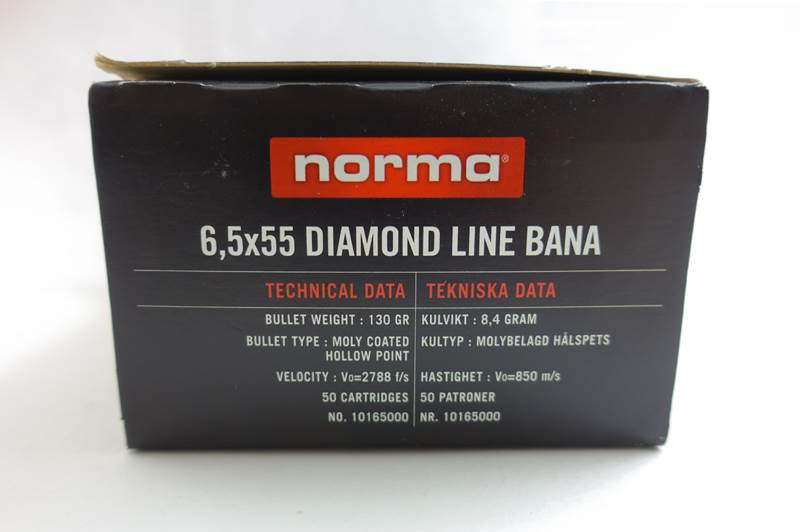 norma®
6,5x55 DIAMOND LINE BANA
TECHNICAL DATA TEKNISKA DATA
BULLET WEIGHT : 130 GR KULVIKT : 8,4 GRAM
BULLET TYPE : MOLY COATED KULTYP : MOLYBELAGD HÅLSPETS
HOLLOW POINT
VELOCITY : V0=2788 f/s HASTIGHET : V0=850 m/s
50 CARTRIDGES 50 PATRONER
NO. 10165000 NR. 10165000